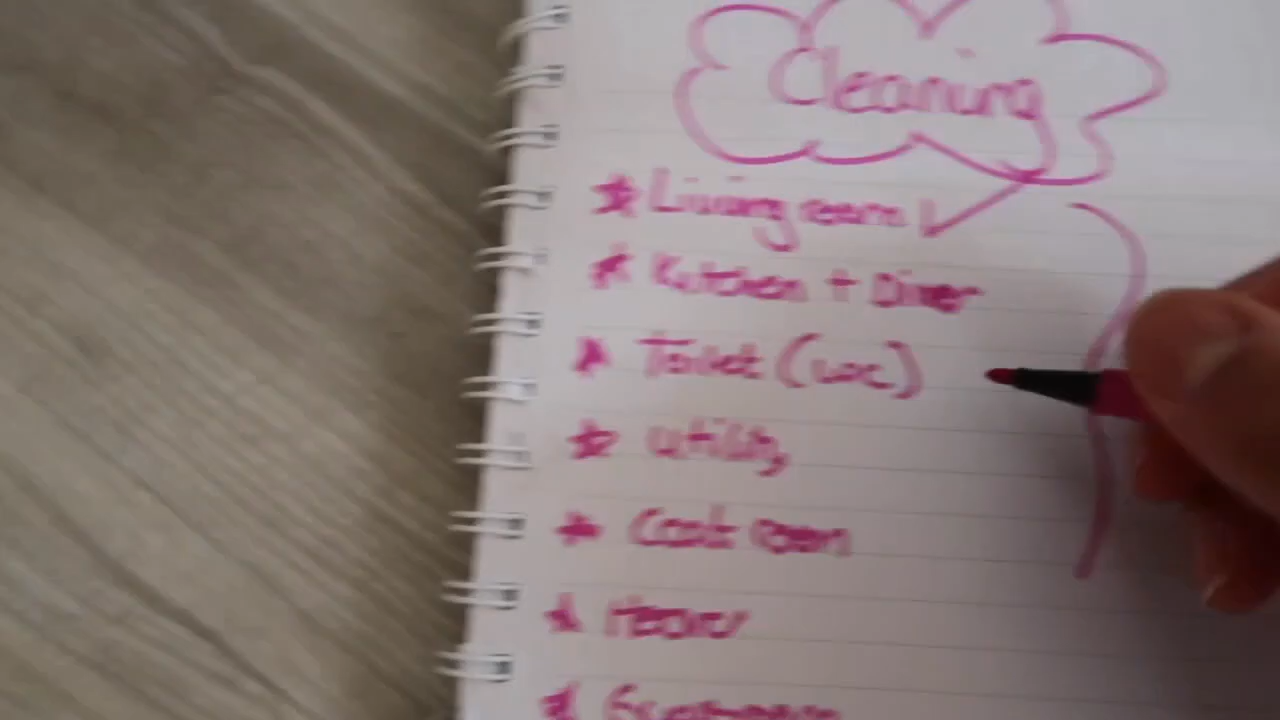 Cleaning
* Living room ✓
* Kitchen + Diner
* Toilet (WC)
* Utility
* Coat room
*
*